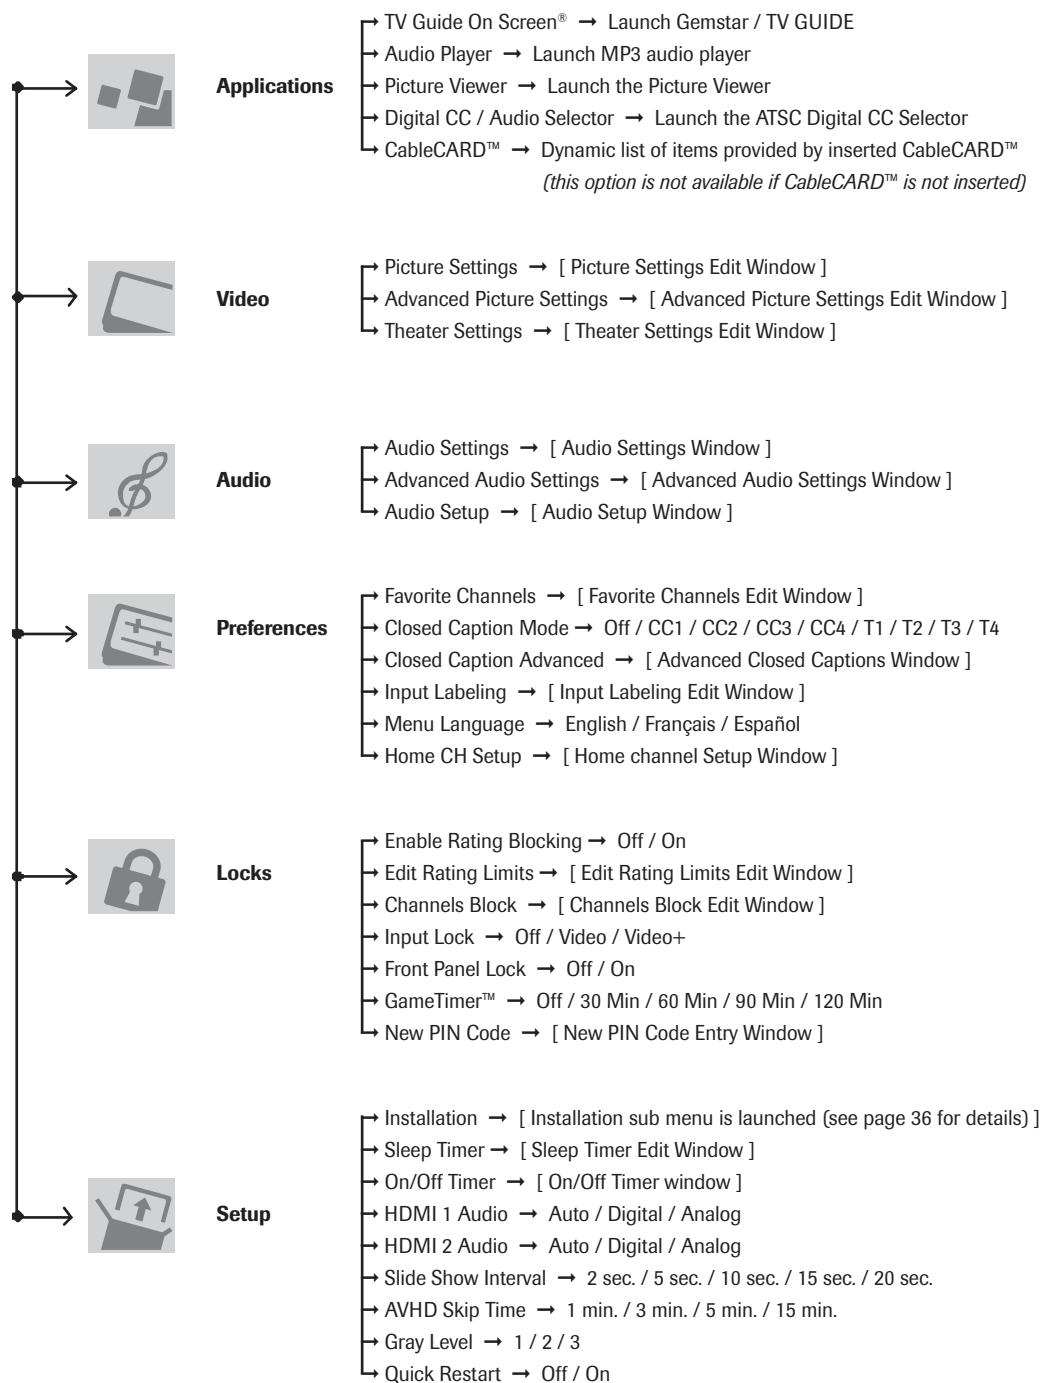 TV Guide On Screen® → Launch Gemstar / TV GUIDE
Audio Player → Launch MP3 audio player
Applications
Picture Viewer → Launch the Picture Viewer
Digital CC / Audio Selector → Launch the ATSC Digital CC Selector
CableCARD™ → Dynamic list of items provided by inserted CableCARD™
(this option is not available if CableCARD™ is not inserted)
Picture Settings → [ Picture Settings Edit Window ]
Video
Advanced Picture Settings → [ Advanced Picture Settings Edit Window ]
Theater Settings → [ Theater Settings Edit Window ]
Audio Settings → [ Audio Settings Window ]
Audio
Advanced Audio Settings → [ Advanced Audio Settings Window ]
Audio Setup → [ Audio Setup Window ]
Favorite Channels → [ Favorite Channels Edit Window ]
Preferences
Closed Caption Mode → Off / CC1 / CC2 / CC3 / CC4 / T1 / T2 / T3 / T4
Closed Caption Advanced → [ Advanced Closed Captions Window ]
Input Labeling → [ Input Labeling Edit Window ]
Menu Language → English / Français / Español
Home CH Setup → [ Home channel Setup Window ]
Enable Rating Blocking → Off / On
Locks
Edit Rating Limits → [ Edit Rating Limits Edit Window ]
Channels Block → [ Channels Block Edit Window ]
Input Lock → Off / Video / Video+
Front Panel Lock → Off / On
GameTimer™ → Off / 30 Min / 60 Min / 90 Min / 120 Min
New PIN Code → [ New PIN Code Entry Window ]
Installation → [ Installation sub menu is launched (see page 36 for details) ]
Sleep Timer → [ Sleep Timer Edit Window ]
On/Off Timer → [ On/Off Timer window ]
Setup
HDMI 1 Audio → Auto / Digital / Analog
HDMI 2 Audio → Auto / Digital / Analog
Slide Show Interval → 2 sec. / 5 sec. / 10 sec. / 15 sec. / 20 sec.
AVHD Skip Time → 1 min. / 3 min. / 5 min. / 15 min.
Gray Level → 1 / 2 / 3
Quick Restart → Off / On